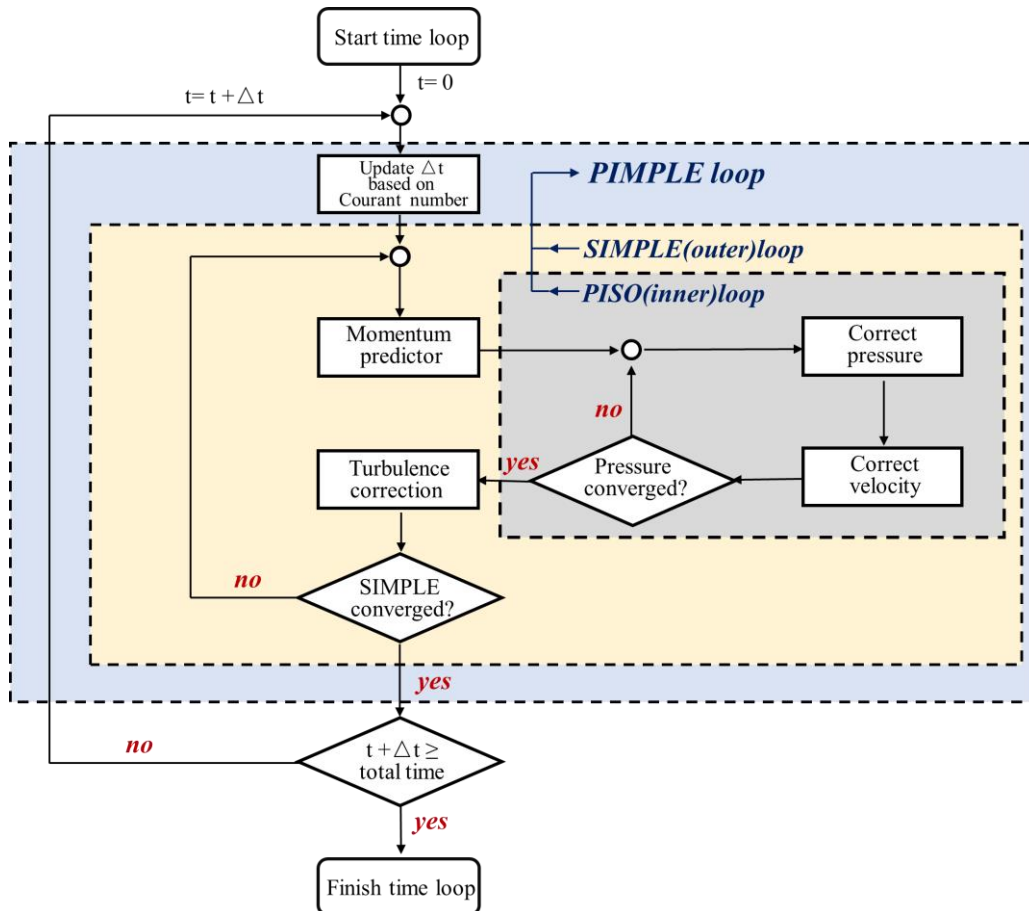 Start time loop
t= 0
t= t + △ t
Update △ t
based on
Courant number
PIMPLE loop
SIMPLE(outer)loop
PISO(inner)loop
Momentum
predictor
Correct
pressure
no
Turbulence
correction
yes
Pressure
converged?
Correct
velocity
no
SIMPLE
converged?
yes
no
t + △ t ≥
total time
yes
Finish time loop